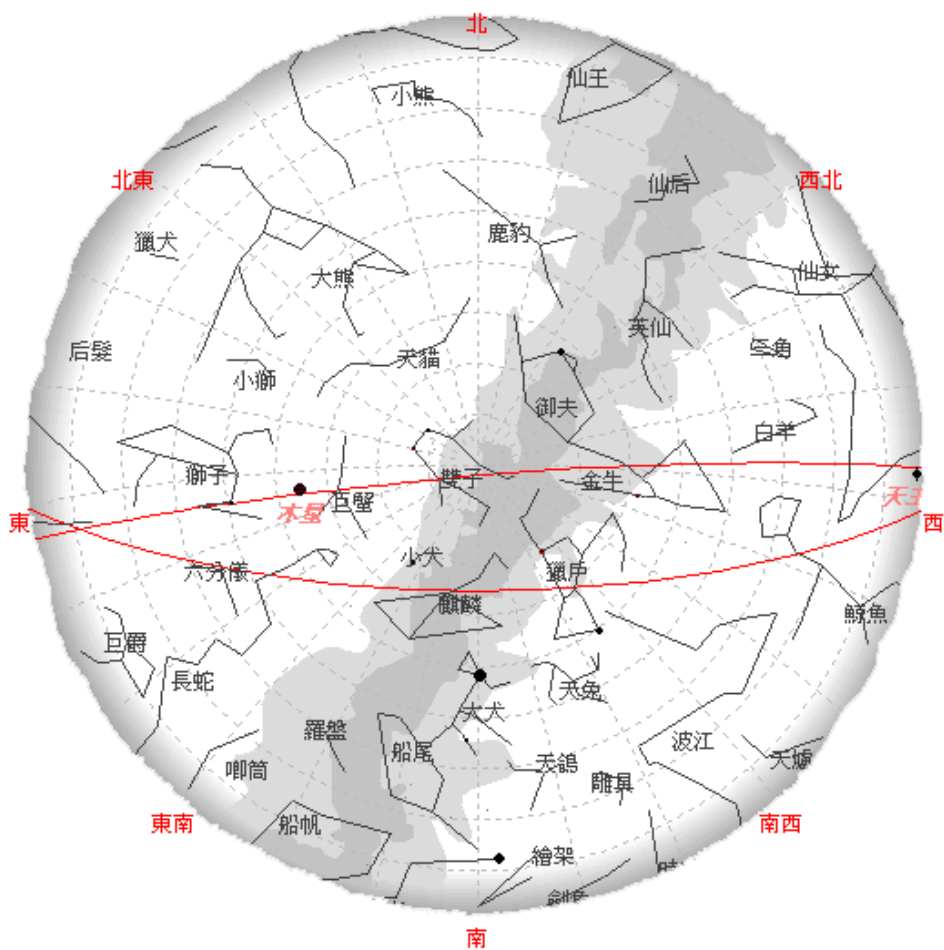 北
仙王
小熊
北東
仙后
西北
鹿豹
獵犬
仙女
大熊
英仙
三角
后髮
天貓
小獅
御夫
白羊
獅子
雙子
金牛
巨蟹
木星
東
西
小犬
六分儀
獵戶
麒麟
鯨魚
巨爵
長蛇
天兔
大犬
羅盤
船尾
波江
天鴿
唧筒
天爐
雕具
東南
船帆
南西
繪架
南